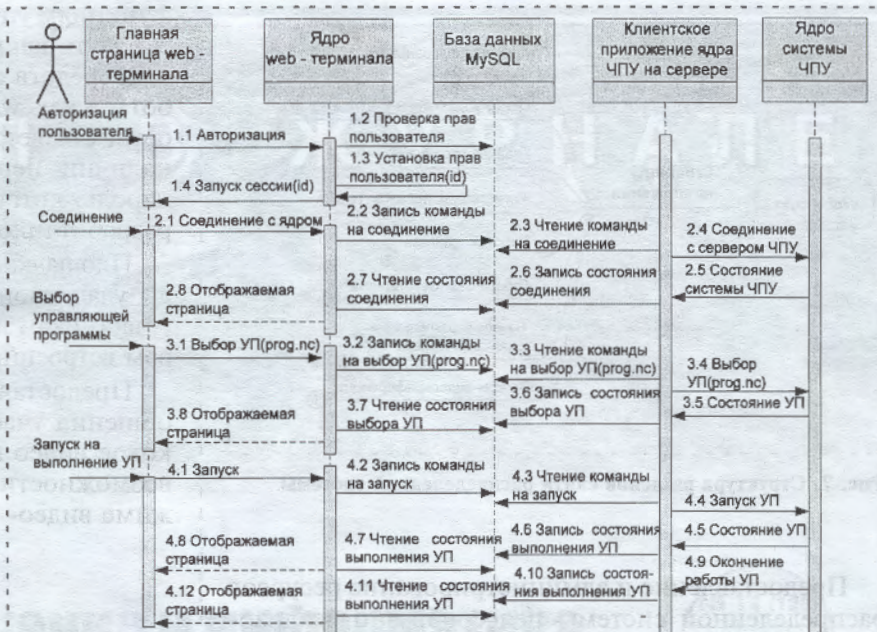 Главная
страница web -
терминала
Ядро
web - терминала
База данных
MySQL
Клиентское
приложение ядра
ЧПУ на сервере
Ядро
системы
ЧПУ
Авторизация
пользователя
1.1 Авторизация
1.2 Проверка прав
пользователя
1.3 Установка прав
пользователя(id)
1.4 Запуск сессии(id)
Соединение
2.1 Соединение с ядром
2.2 Запись команды
на соединение
2.3 Чтение команды
на соединение
2.4 Соединение
с сервером ЧПУ
2.5 Состояние
системы ЧПУ
2.6 Запись состояния
соединения
2.7 Чтение состояния
соединения
2.8 Отображаемая
страница
Выбор
управляющей
программы
3.1 Выбор УП(prog.nc)
3.2 Запись команды
на выбор УП(prog.nc)
3.3 Чтение команды
на выбор УП(prog.nc)
3.4 Выбор
УП(prog.nc)
3.5 Состояние УП
3.6 Запись состояния
выбора УП
3.7 Чтение состояния
выбора УП
3.8 Отображаемая
страница
Запуск на
выполнение УП
4.1 Запуск
4.2 Запись команды
на запуск
4.3 Чтение команды
на запуск
4.4 Запуск УП
4.5 Состояние УП
4.6 Запись состояния
выполнения УП
4.7 Чтение состояния
выполнения УП
4.8 Отображаемая
страница
4.9 Окончание
работы УП
4.10 Запись состоя-
ния выполнения УП
4.11 Чтение состояния
выполнения УП
4.12 Отображаемая
страница